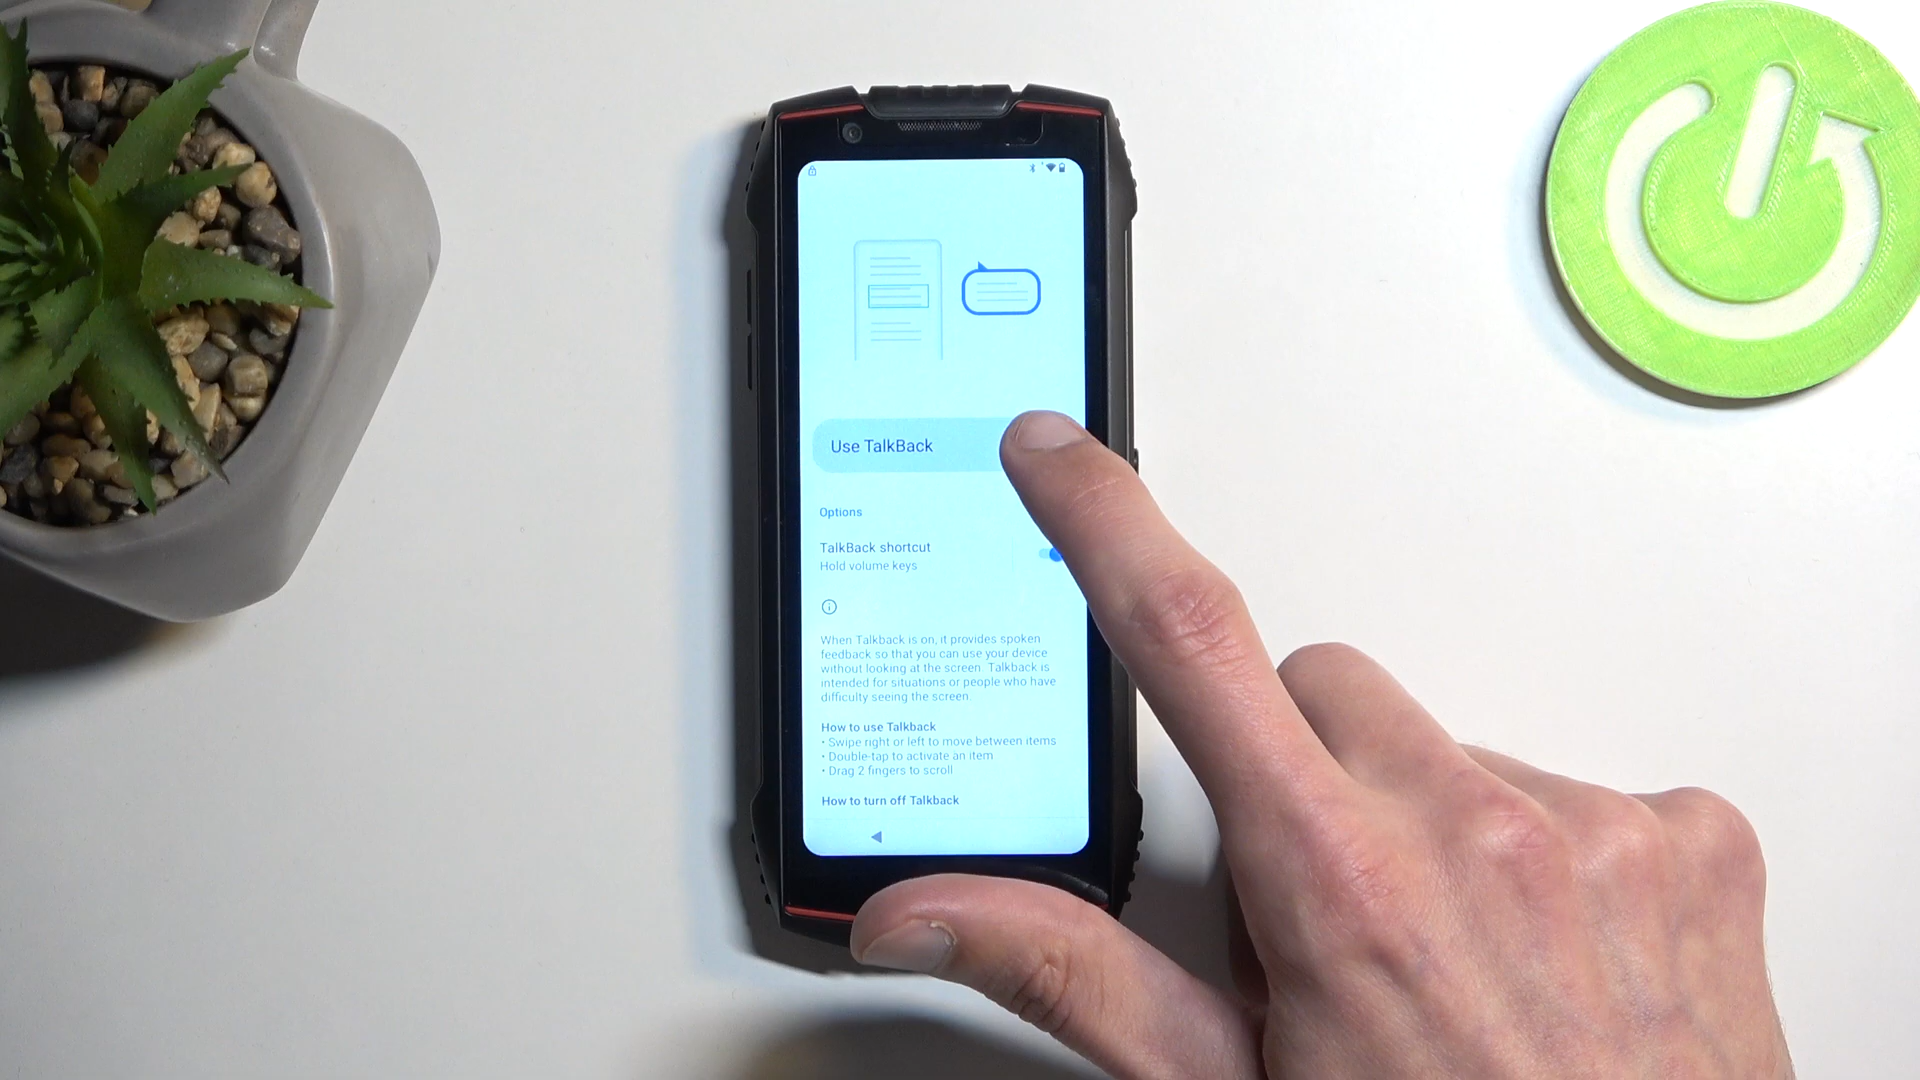 Use TalkBack
Options
TalkBack shortcut
Hold volume keys
When Talkback is on, it provides spoken
feedback so that you can use your device
without looking at the screen. Talkback is
intended for situations or people who have
difficulty seeing the screen.
How to use Talkback
• Swipe right or left to move between items
• Double-tap to activate an item
• Drag 2 fingers to scroll
How to turn off Talkback